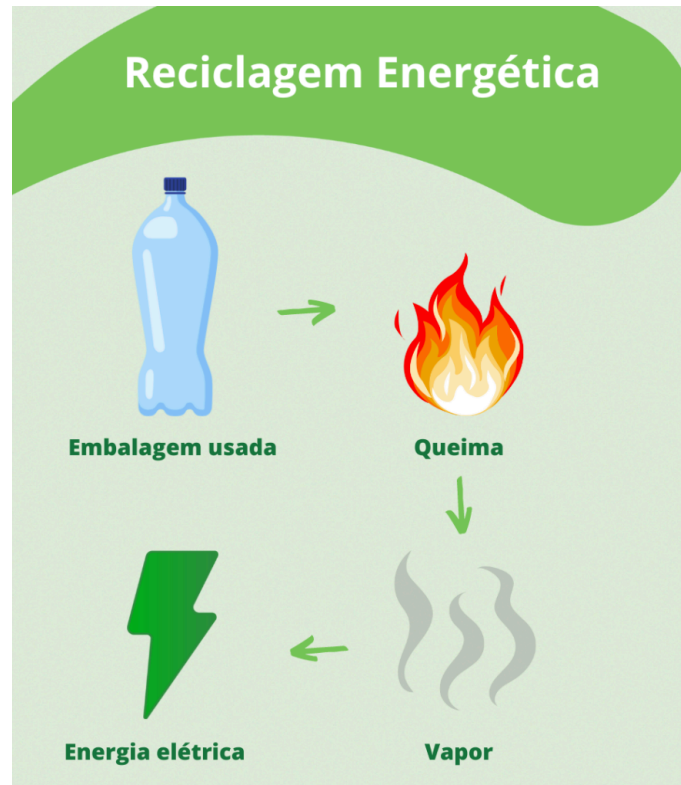 Reciclagem Energética
Embalagem usada
Queima
Vapor
Energia elétrica